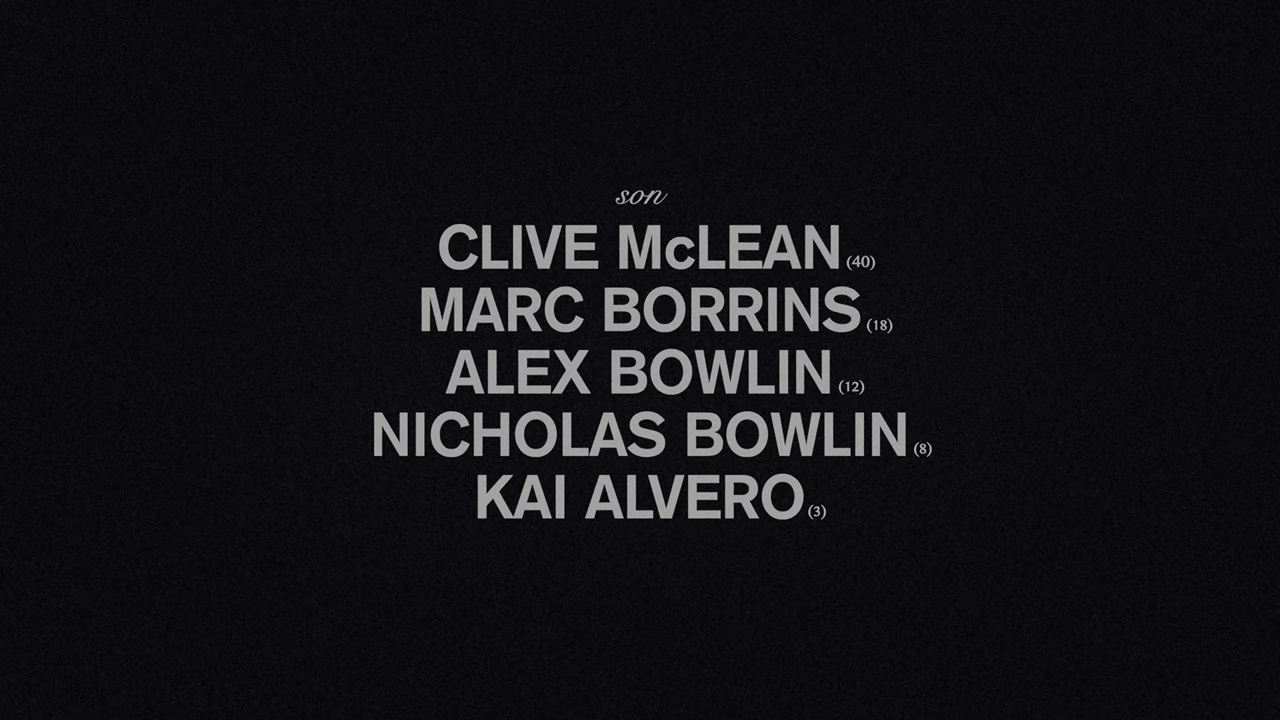 son
CLIVE McLEAN (40)
MARC BORRINS (18)
ALEX BOWLIN (12)
NICHOLAS BOWLIN (8)
KAI ALVERO (3)